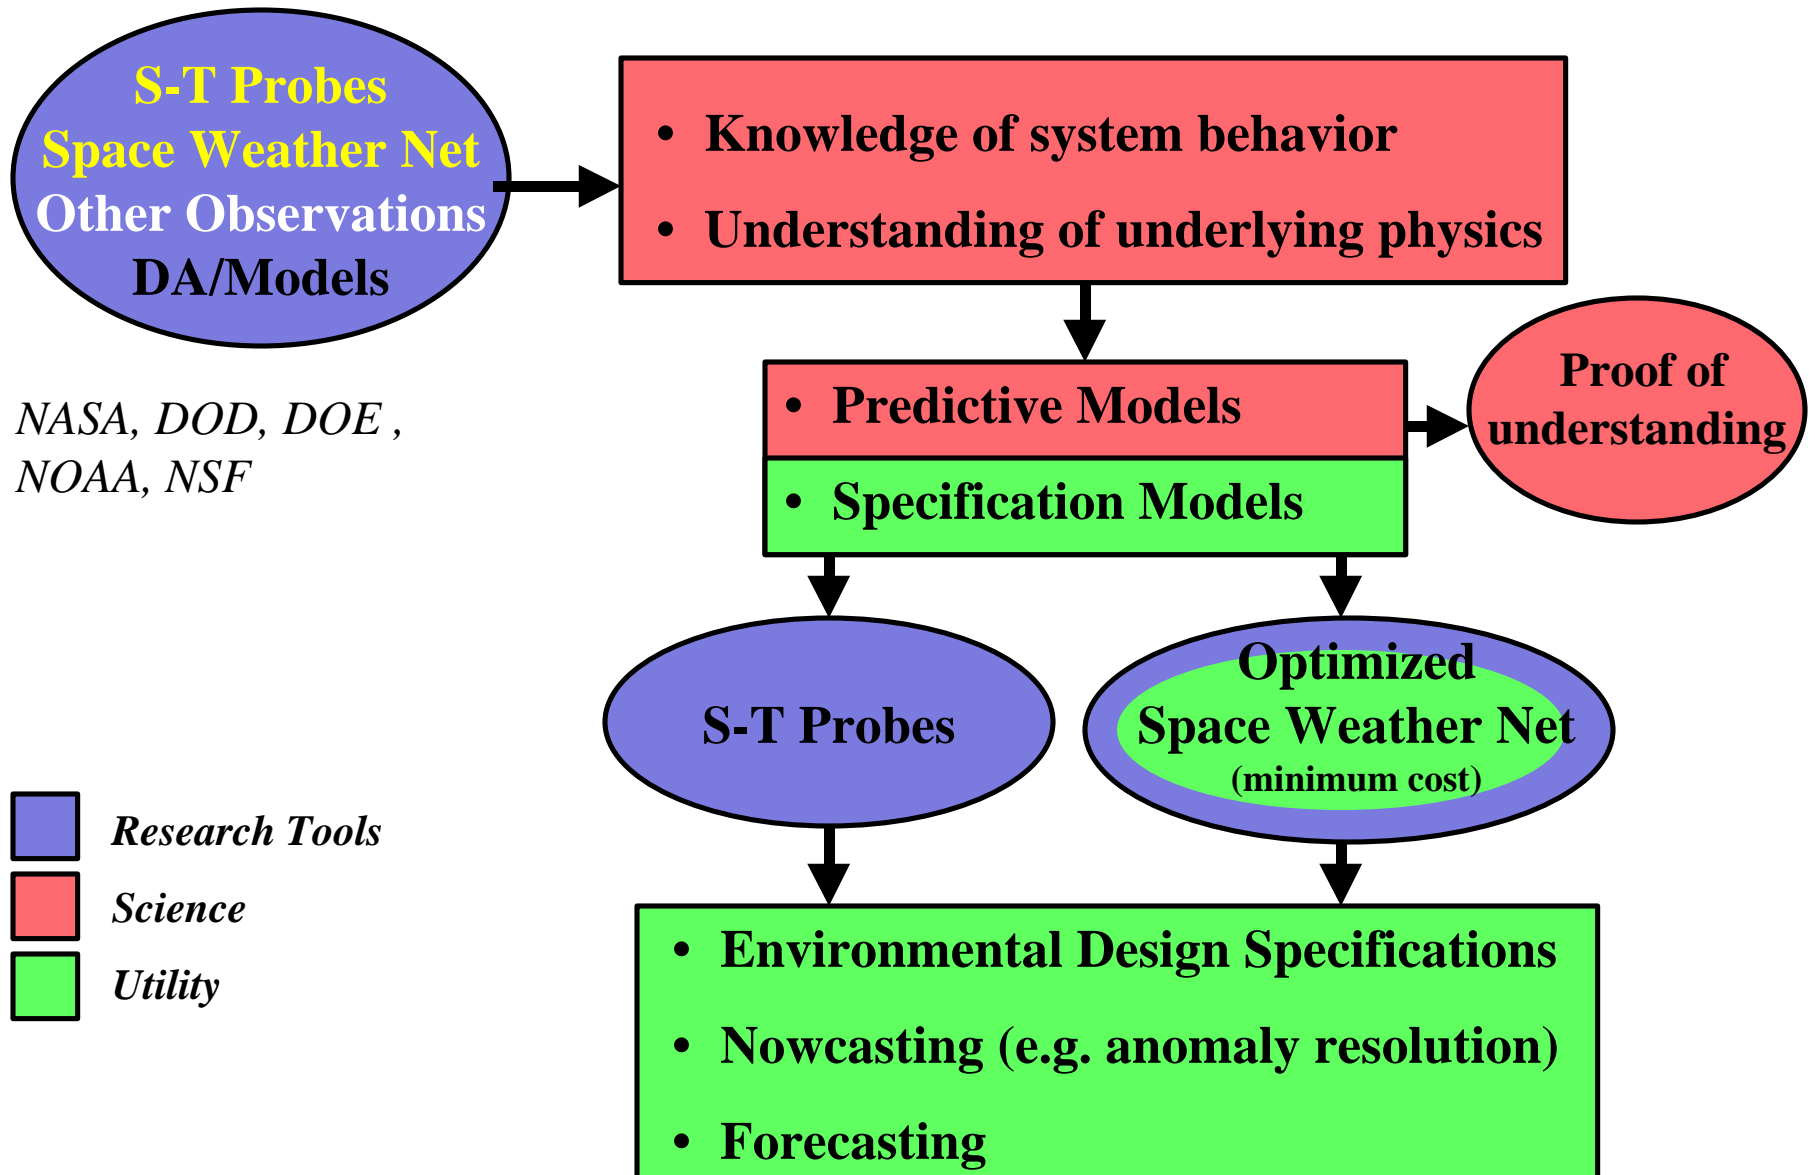 S-T Probes
Space Weather Net
Other Observations
DA/Models
NASA, DOD, DOE ,
NOAA, NSF
• Knowledge of system behavior
• Understanding of underlying physics
• Predictive Models
• Specification Models
Proof of
understanding
S-T Probes
Optimized
Space Weather Net
(minimum cost)
Research Tools
Science
Utility
• Environmental Design Specifications
• Nowcasting (e.g. anomaly resolution)
• Forecasting